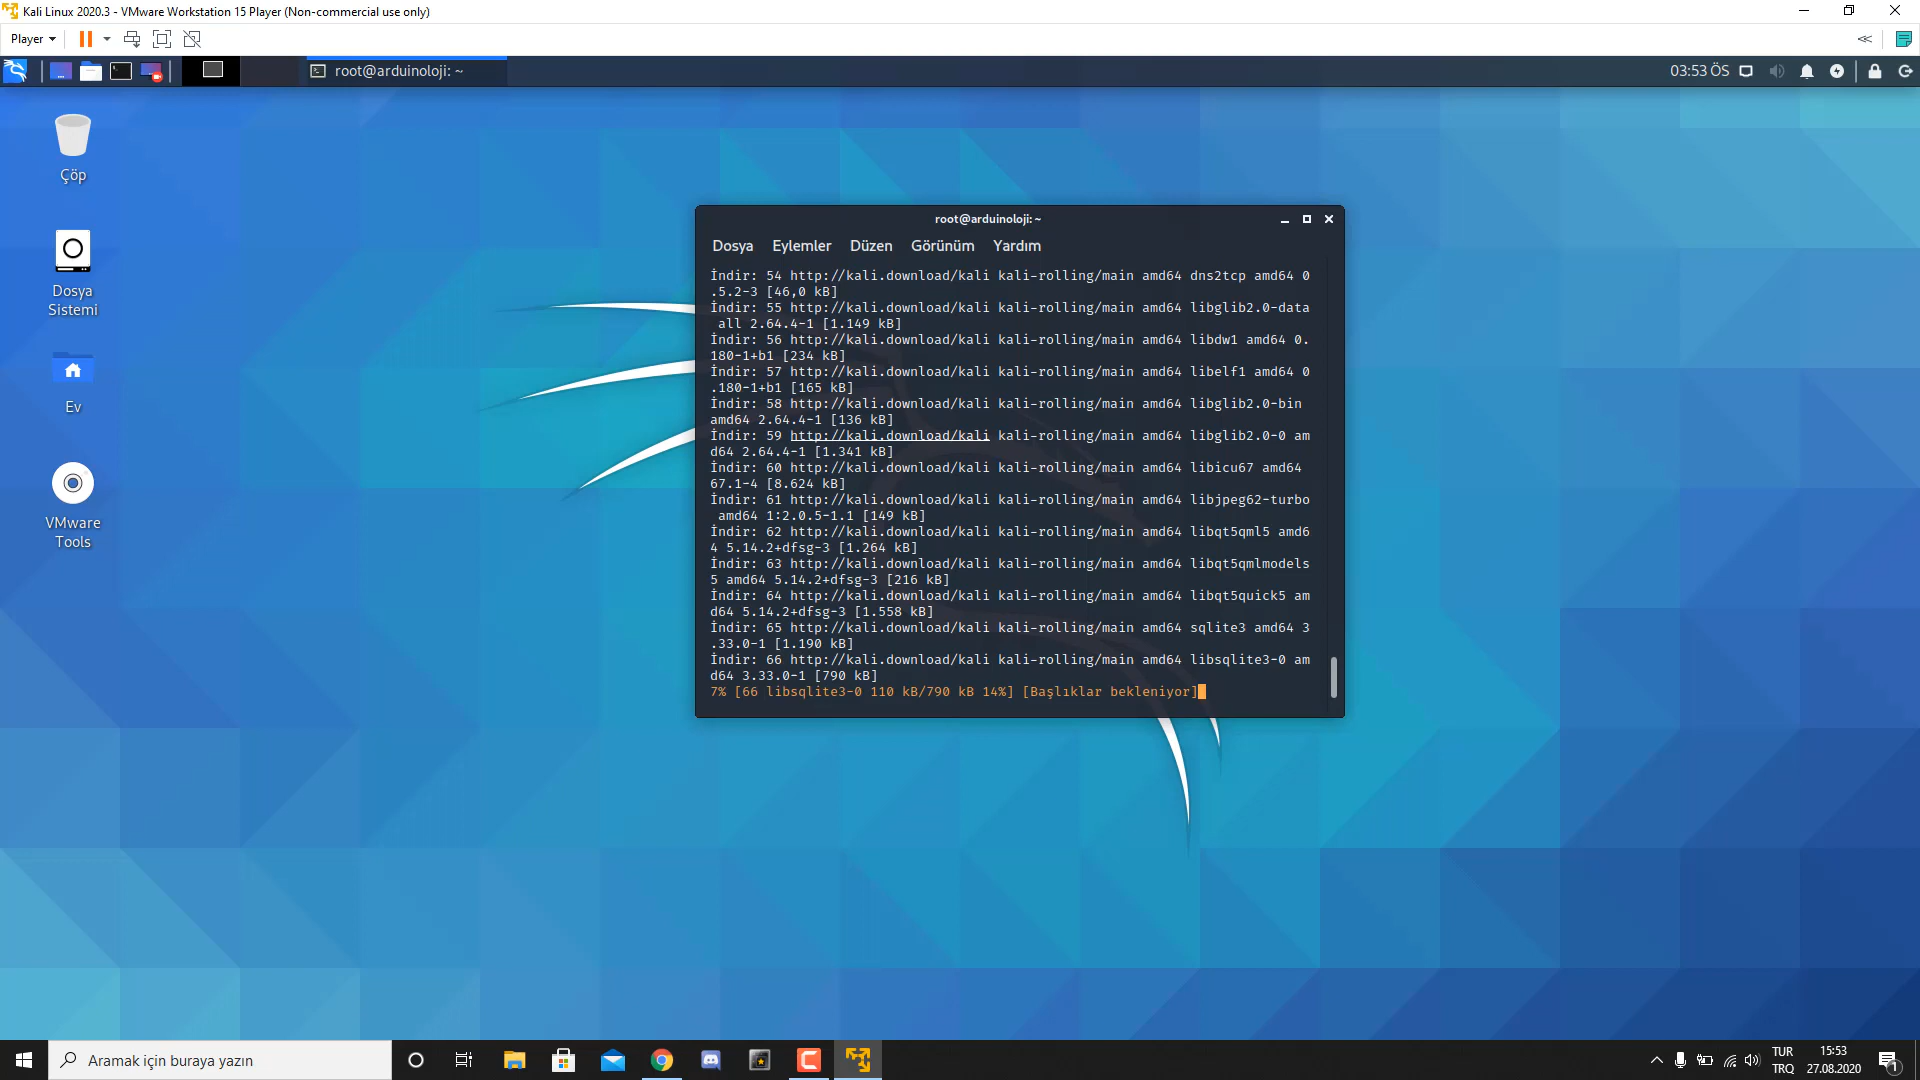 Kali Linux 2020.3 - VMware Workstation 15 Player (Non-commercial use only)
Player
root@arduinoloji: ~
03:53 ÖS
Çöp
Dosya
Sistemi
Ev
VMware
Tools
root@arduinoloji: ~
Dosya Eylemler Düzen Görünüm Yardım
İndir: 54 http://kali.download/kali kali-rolling/main amd64 dns2tcp amd64 0
.5.2-3 [46,0 kB]
İndir: 55 http://kali.download/kali kali-rolling/main amd64 libglib2.0-data
all 2.64.4-1 [1.149 kB]
İndir: 56 http://kali.download/kali kali-rolling/main amd64 libdw1 amd64 0.
180-1+b1 [234 kB]
İndir: 57 http://kali.download/kali kali-rolling/main amd64 libelf1 amd64 0
.180-1+b1 [165 kB]
İndir: 58 http://kali.download/kali kali-rolling/main amd64 libglib2.0-bin
amd64 2.64.4-1 [136 kB]
İndir: 59 http://kali.download/kali kali-rolling/main amd64 libglib2.0-0 am
d64 2.64.4-1 [1.341 kB]
İndir: 60 http://kali.download/kali kali-rolling/main amd64 libicu67 amd64
67.1-4 [8.624 kB]
İndir: 61 http://kali.download/kali kali-rolling/main amd64 libjpeg62-turbo
amd64 1:2.0.5-1.1 [149 kB]
İndir: 62 http://kali.download/kali kali-rolling/main amd64 libqt5qml5 amd6
4 5.14.2+dfsg-3 [1.264 kB]
İndir: 63 http://kali.download/kali kali-rolling/main amd64 libqt5qmlmodels
5 amd64 5.14.2+dfsg-3 [216 kB]
İndir: 64 http://kali.download/kali kali-rolling/main amd64 libqt5quick5 am
d64 5.14.2+dfsg-3 [1.558 kB]
İndir: 65 http://kali.download/kali kali-rolling/main amd64 sqlite3 amd64 3
.33.0-1 [1.190 kB]
İndir: 66 http://kali.download/kali kali-rolling/main amd64 libsqlite3-0 am
d64 3.33.0-1 [790 kB]
7% [66 libsqlite3-0 110 kB/790 kB 14%] [Başlıklar bekleniyor]
Aramak için buraya yazın
TUR
TRQ
15:53
27.08.2020
1